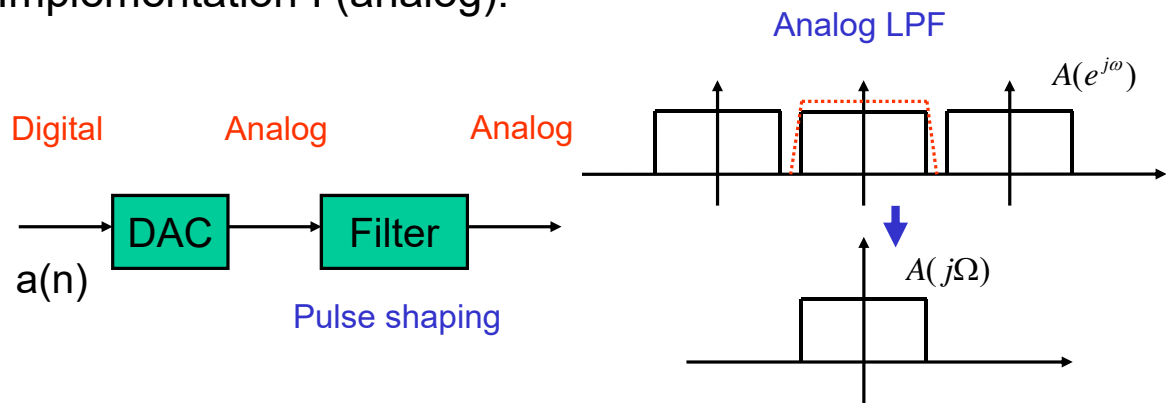 Implementation I (analog):
Analog LPF
A(e^{jω})
Digital
Analog
Analog
DAC
Filter
a(n)
Pulse shaping
A(jΩ)